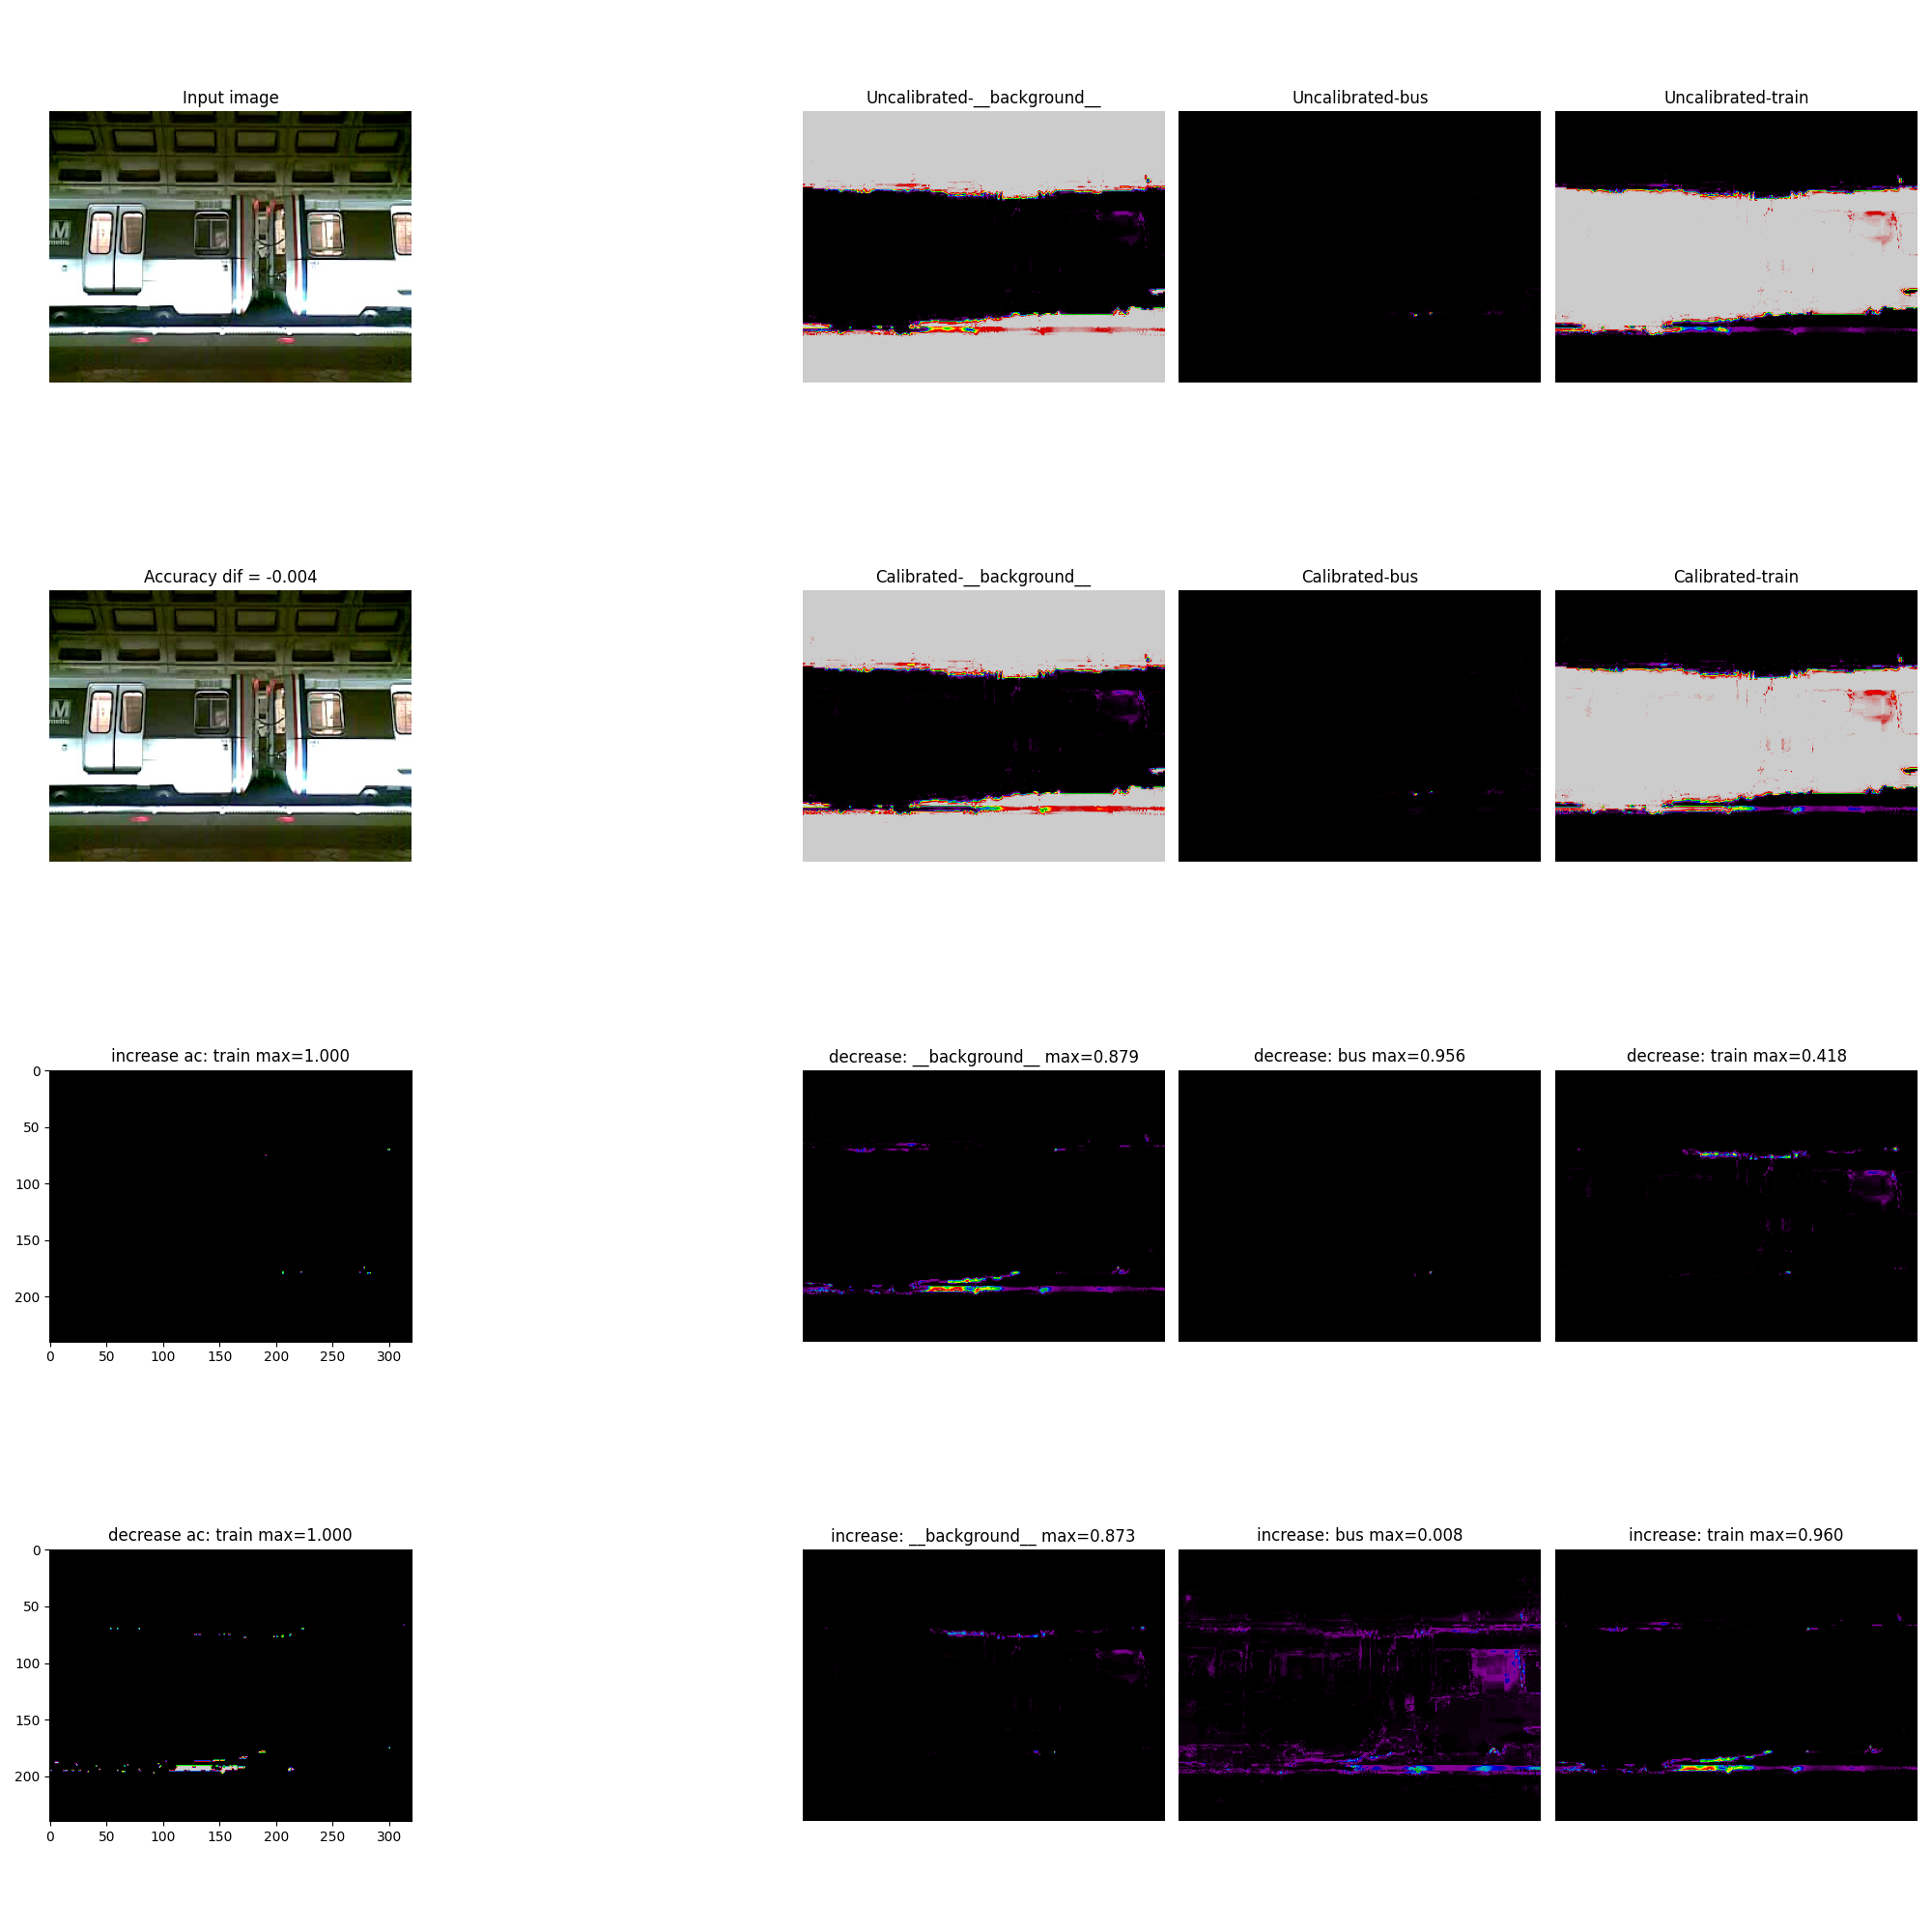 Input image
Uncalibrated-__background__
Uncalibrated-bus
Uncalibrated-train
M
metro
Accuracy dif = -0.004
Calibrated-__background__
Calibrated-bus
Calibrated-train
M
metro
increase ac: train max=1.000
decrease: __background__ max=0.879
decrease: bus max=0.956
decrease: train max=0.418
0
50
100
150
200
0 50 100 150 200 250 300
decrease ac: train max=1.000
increase: __background__ max=0.873
increase: bus max=0.008
increase: train max=0.960
0
50
100
150
200
0 50 100 150 200 250 300